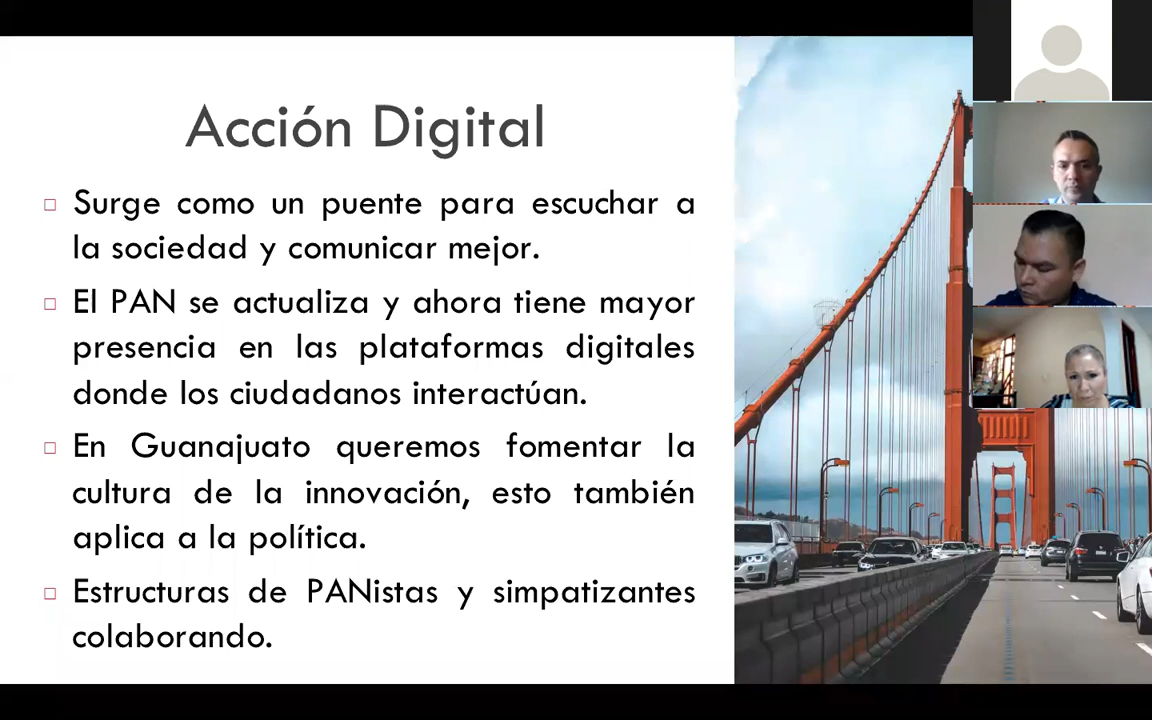 Acción Digital
Surge como un puente para escuchar a
la sociedad y comunicar mejor.
El PAN se actualiza y ahora tiene mayor
presencia en las plataformas digitales
donde los ciudadanos interactúan.
En Guanajuato queremos fomentar la
cultura de la innovación, esto también
aplica a la política.
Estructuras de PANistas y simpatizantes
colaborando.